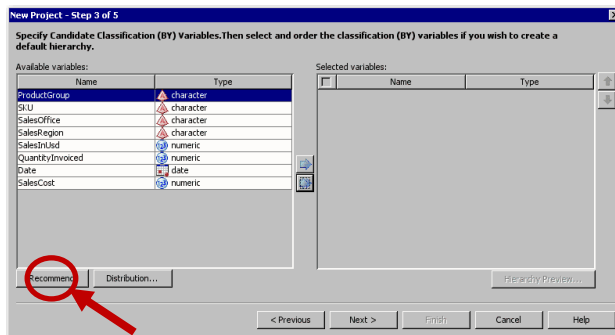 New Project - Step 3 of 5
Specify Candidate Classification (BY) Variables.Then select and order the classification (BY) variables if you wish to create a
default hierarchy.
Available variables:
Selected variables:
Name Type
Name Type
ProductGroup character
SKU character
SalesOffice character
SalesRegion character
SalesInUsd numeric
QuantityInvoiced numeric
Date date
SalesCost numeric
Recommend Distribution...
Hierarchy Preview...
< Previous Next > Finish Cancel Help